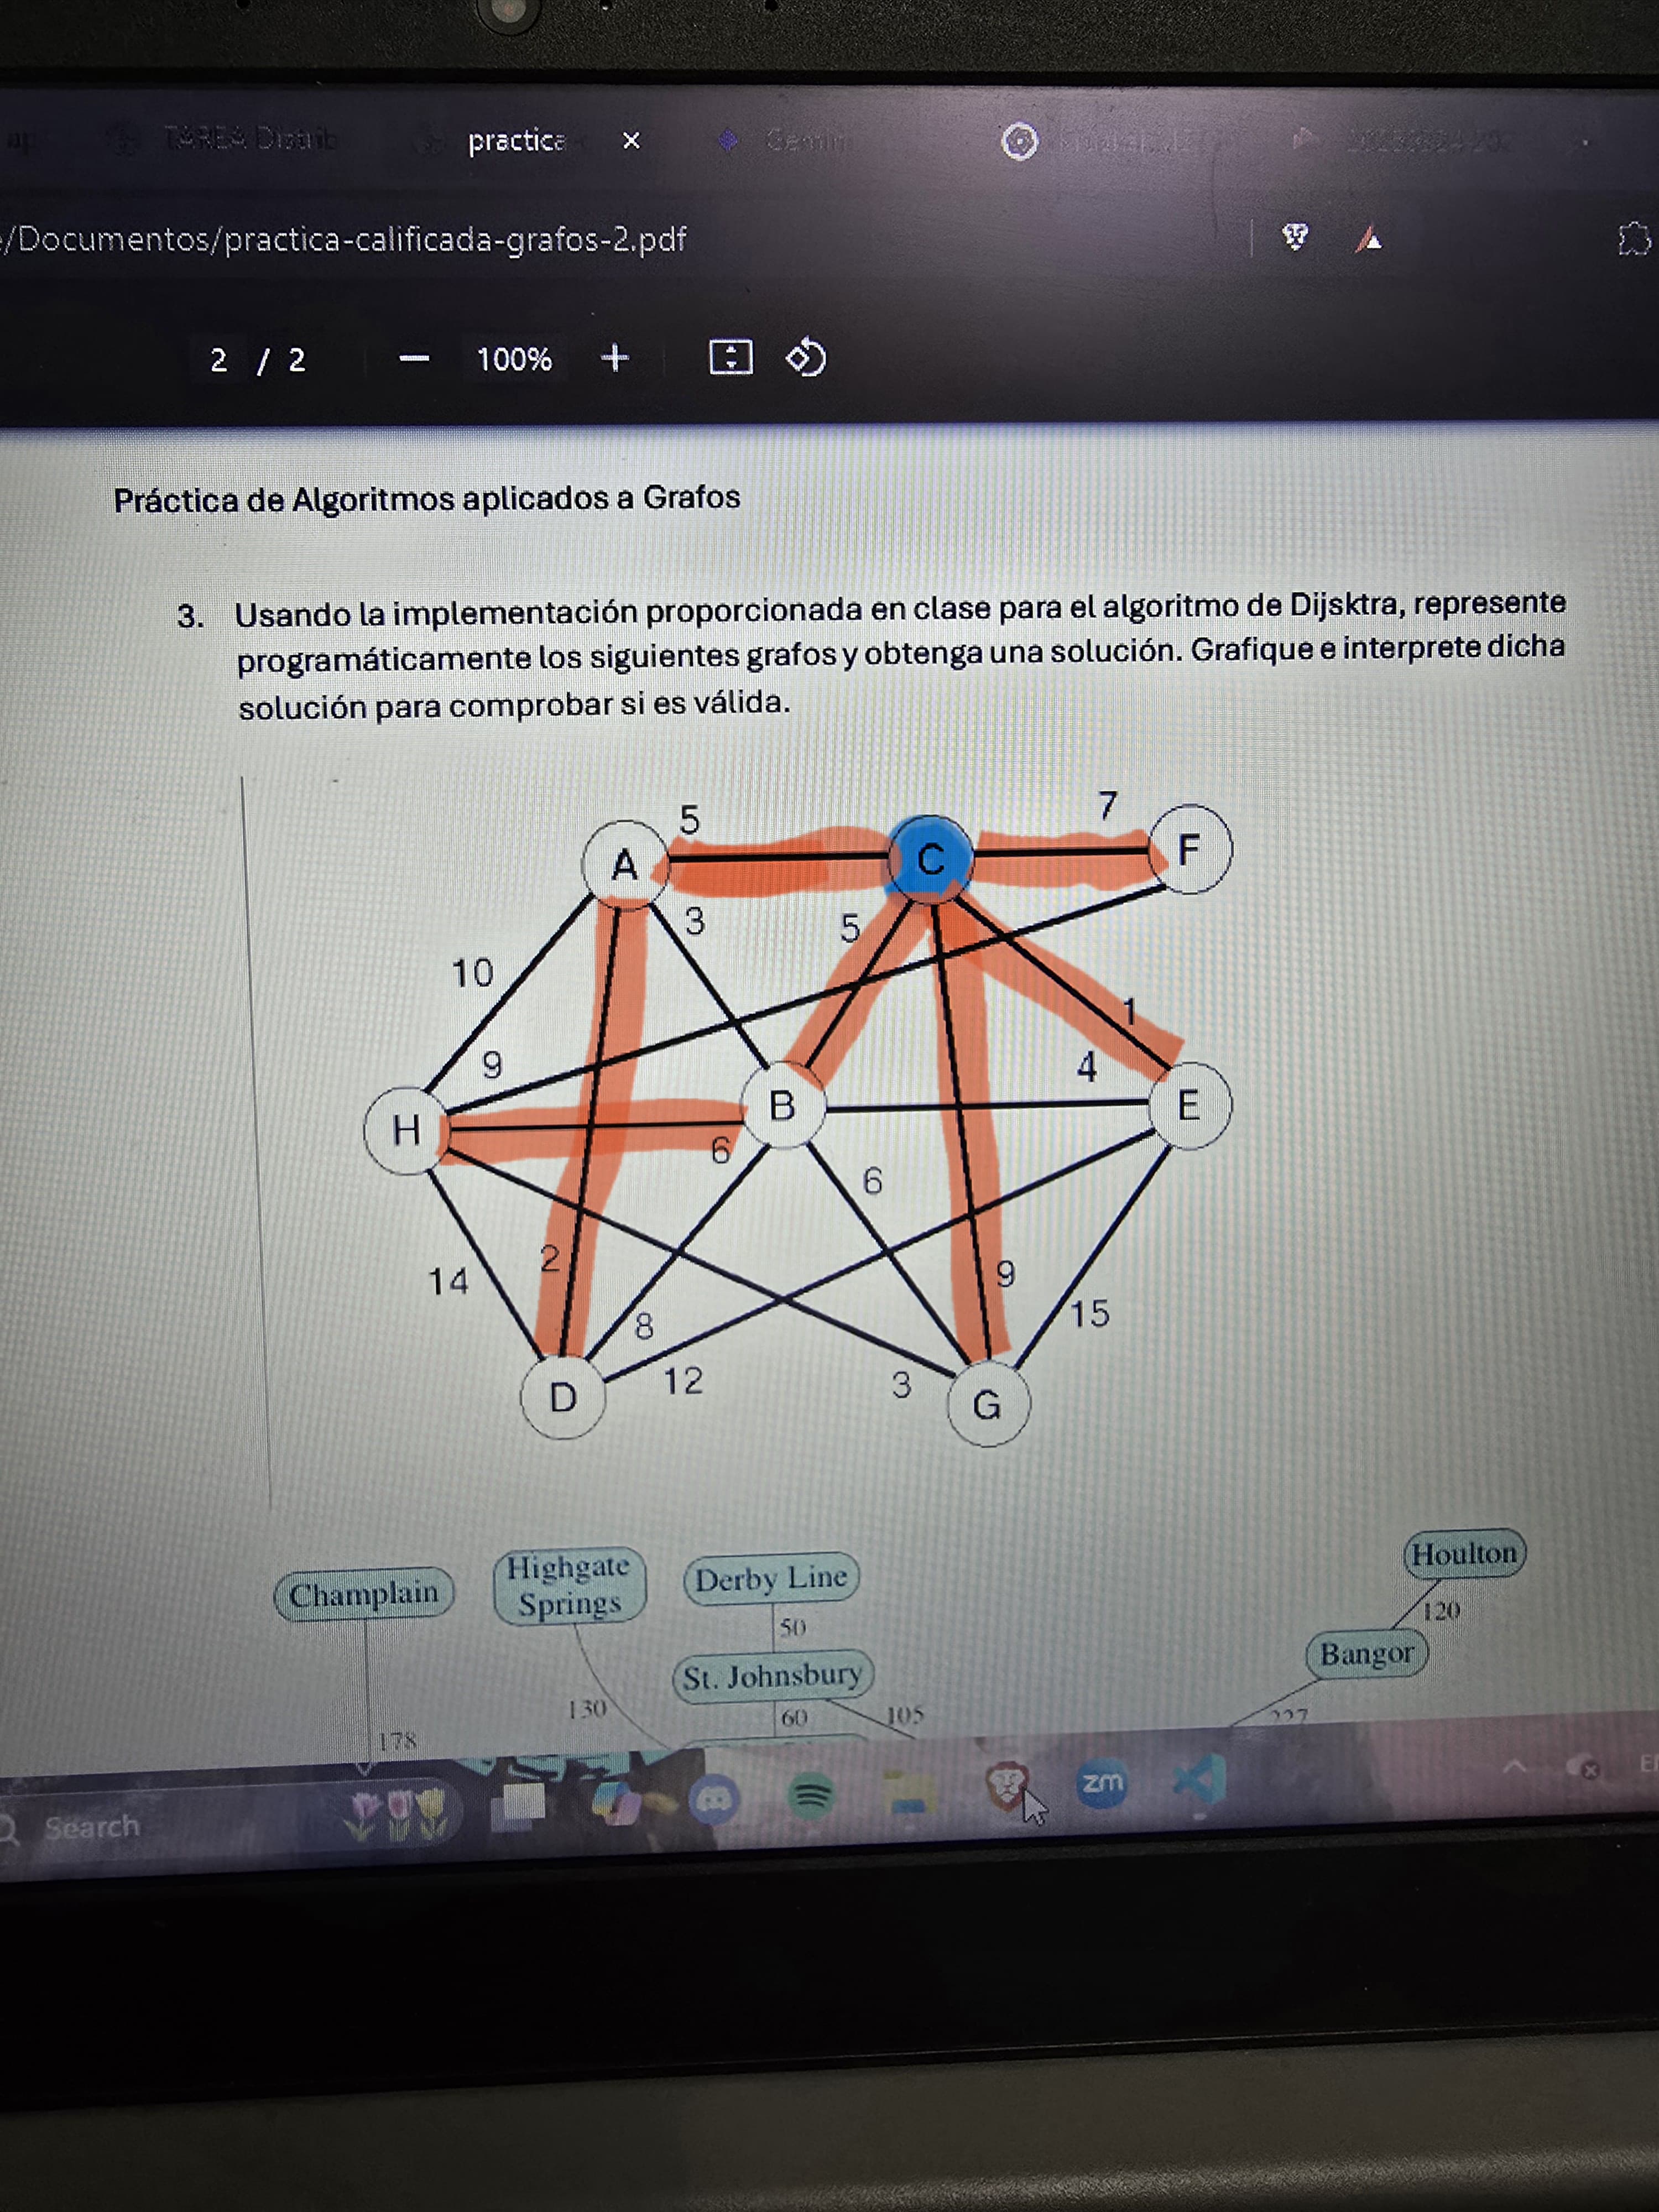 TAREA Distrib
practica
/Documentos/practica-calificada-grafos-2.pdf
2 / 2
100%
Práctica de Algoritmos aplicados a Grafos
3. Usando la implementación proporcionada en clase para el algoritmo de Dijsktra, represente
programáticamente los siguientes grafos y obtenga una solución. Grafique e interprete dicha
solución para comprobar si es válida.
5
7
A
C
F
3
5
10
1
9
4
H
B
E
6
6
2
14
9
15
8
12
3
D
G
Champlain
Highgate
Springs
Derby Line
Houlton
50
120
St. Johnsbury
Bangor
130
60
105
227
178
zm
Search